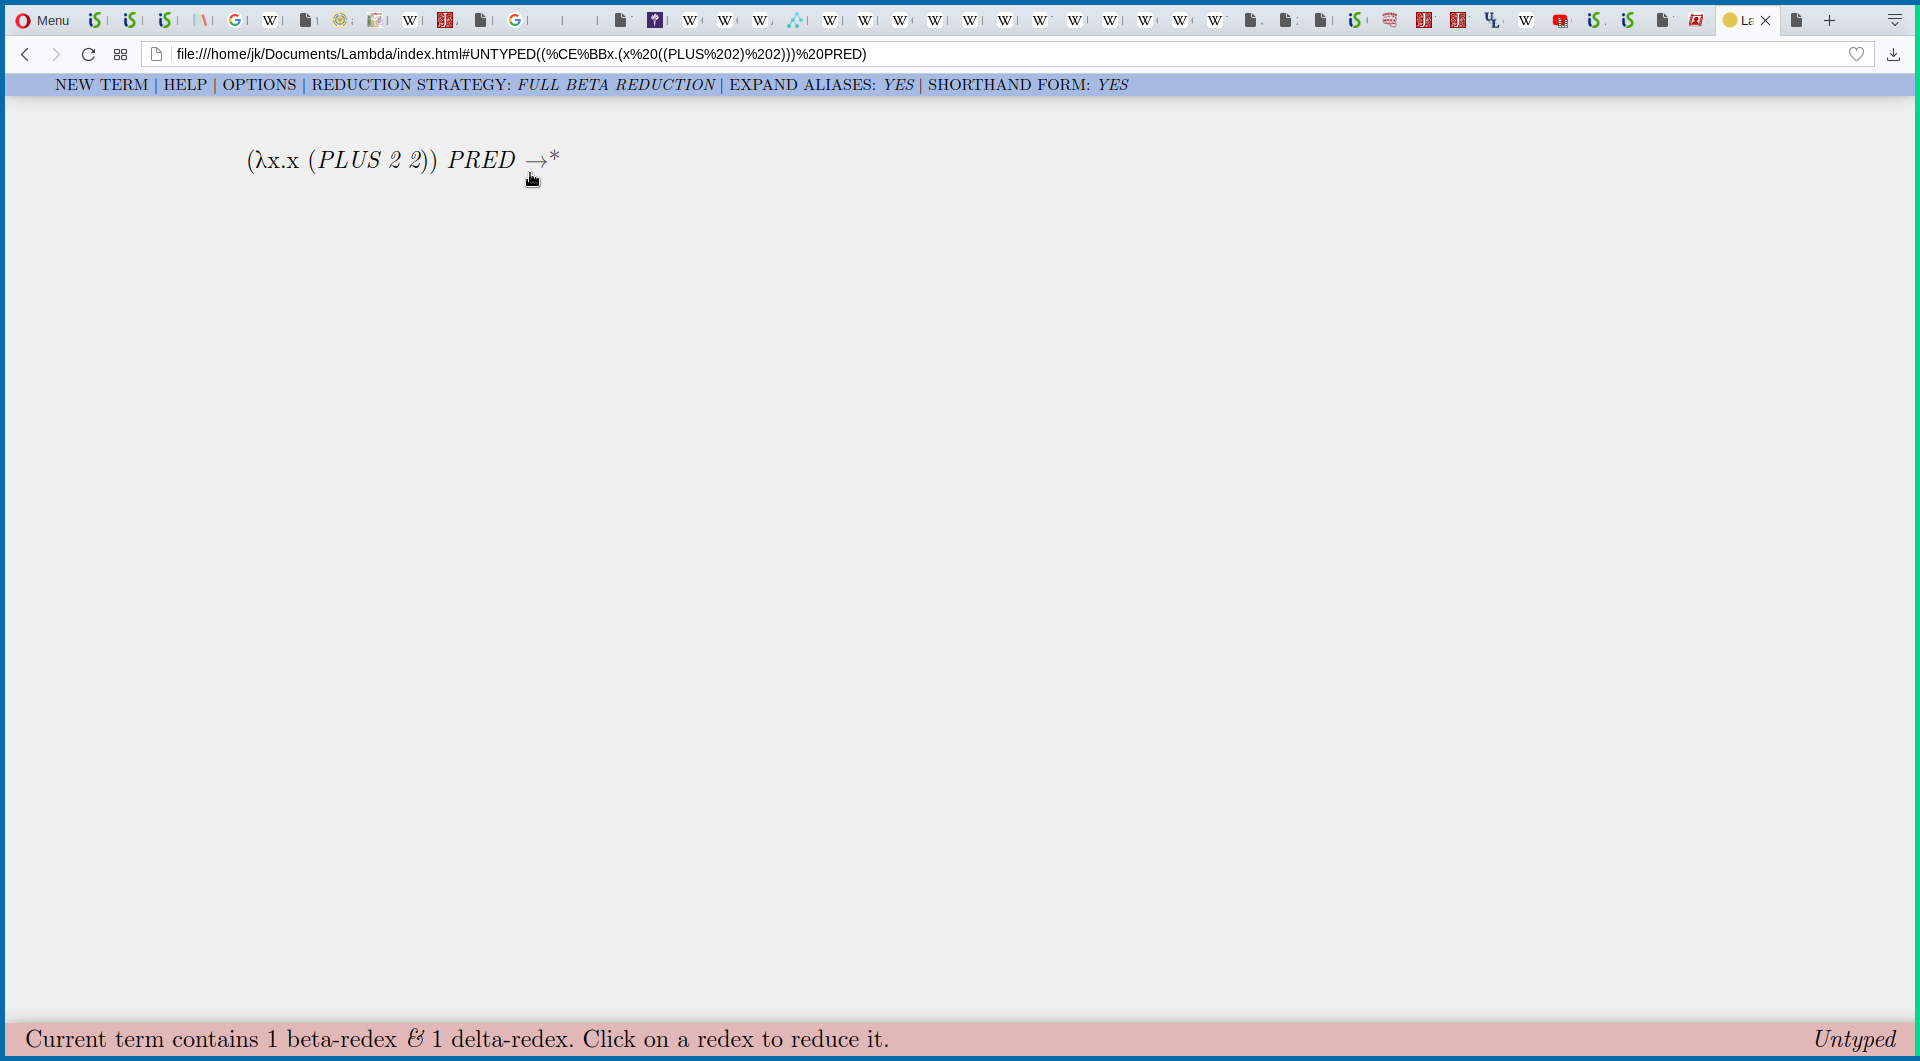 Menu
La
file:///home/jk/Documents/Lambda/index.html#UNTYPED((%CE%BBx.(x%20((PLUS%202)%202)))%20PRED)
NEW TERM | HELP | OPTIONS | REDUCTION STRATEGY: FULL BETA REDUCTION | EXPAND ALIASES: YES | SHORTHAND FORM: YES
(λx.x (PLUS 2 2)) PRED →*
Current term contains 1 beta-redex & 1 delta-redex. Click on a redex to reduce it.
Untyped